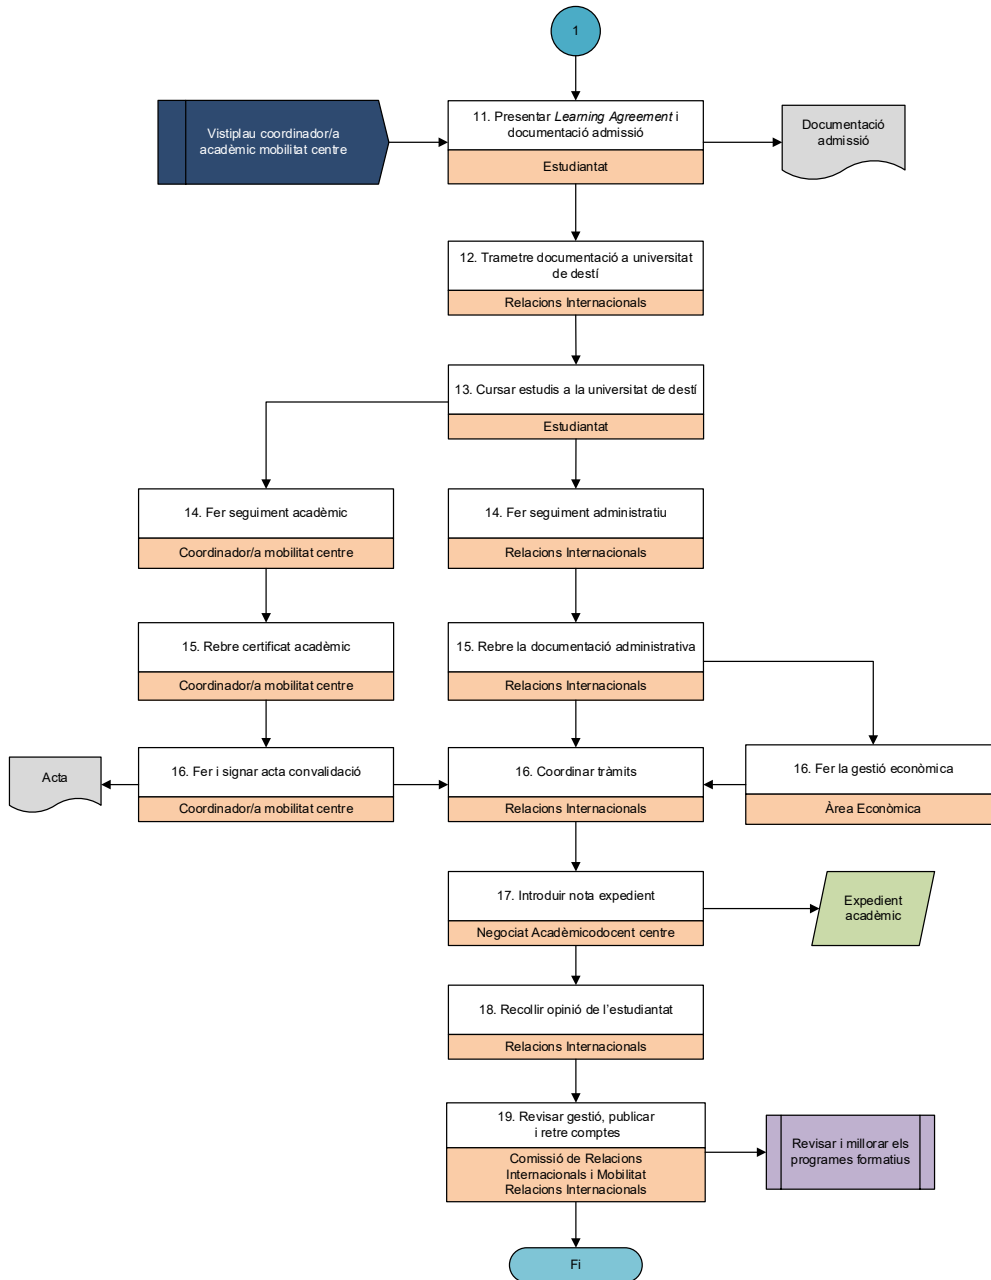 1
Vistiplau coordinador/a
acadèmic mobilitat centre
11. Presentar Learning Agreement i
documentació admissió
Estudiantat
Documentació
admissió
12. Trametre documentació a universitat
de destí
Relacions Internacionals
13. Cursar estudis a la universitat de destí
Estudiantat
14. Fer seguiment acadèmic
Coordinador/a mobilitat centre
14. Fer seguiment administratiu
Relacions Internacionals
15. Rebre certificat acadèmic
Coordinador/a mobilitat centre
15. Rebre la documentació administrativa
Relacions Internacionals
Acta
16. Fer i signar acta convalidació
Coordinador/a mobilitat centre
16. Coordinar tràmits
Relacions Internacionals
16. Fer la gestió econòmica
Àrea Econòmica
17. Introduir nota expedient
Negociat Acadèmicodocent centre
Expedient
acadèmic
18. Recollir opinió de l'estudiantat
Relacions Internacionals
19. Revisar gestió, publicar
i retre comptes
Comissió de Relacions
Internacionals i Mobilitat
Relacions Internacionals
Revisar i millorar els
programes formatius
Fi